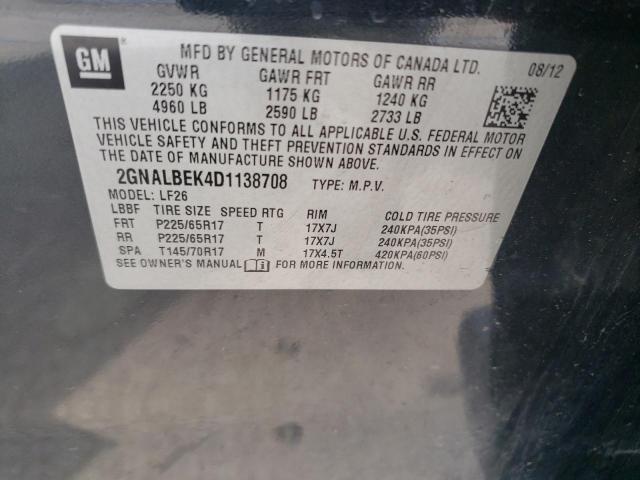 GM
MFD BY GENERAL MOTORS OF CANADA LTD.
08/12
GVWR GAWR FRT GAWR RR
2250 KG 1175 KG 1240 KG
4960 LB 2590 LB 2733 LB
THIS VEHICLE CONFORMS TO ALL APPLICABLE U.S. FEDERAL MOTOR
VEHICLE SAFETY AND THEFT PREVENTION STANDARDS IN EFFECT ON
THE DATE OF MANUFACTURE SHOWN ABOVE.
2GNALBEK4D1138708 TYPE: M.P.V.
MODEL: LF26
LBBF TIRE SIZE SPEED RTG RIM COLD TIRE PRESSURE
FRT P225/65R17 T 17X7J 240KPA(35PSI)
RR P225/65R17 T 17X7J 240KPA(35PSI)
SPA T145/70R17 M 17X4.5T 420KPA(60PSI)
SEE OWNER'S MANUAL FOR MORE INFORMATION.